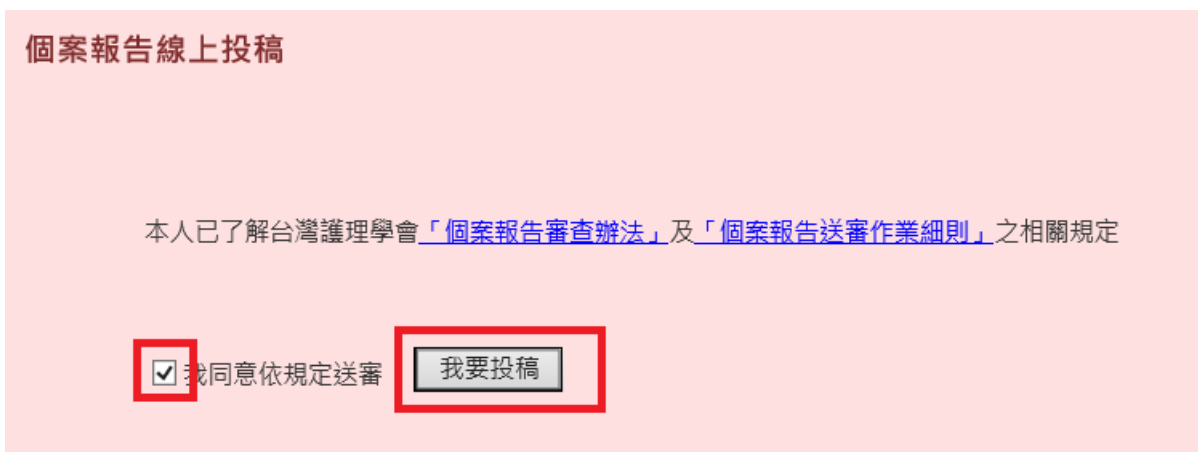 個案報告線上投稿
本人已了解台灣護理學會「個案報告審查辦法」及「個案報告送審作業細則」之相關規定
我同意依規定送審 我要投稿